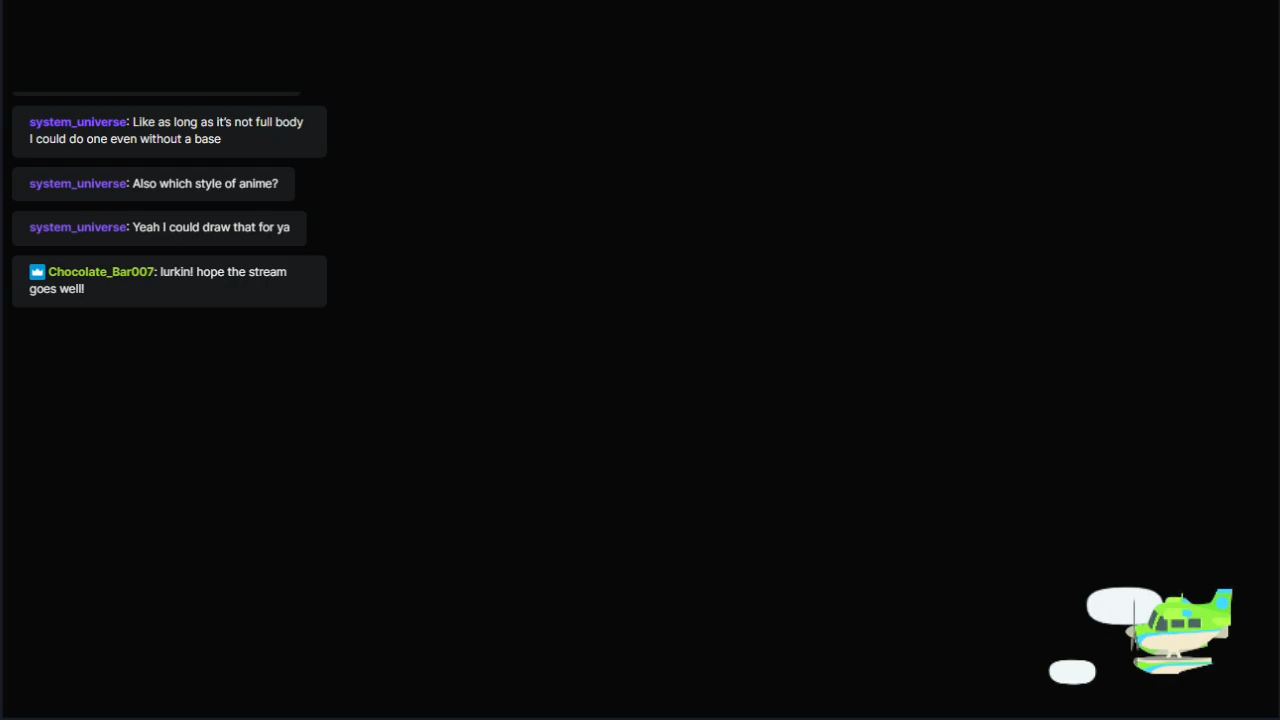 system_universe: Like as long as it's not full body
I could do one even without a base
system_universe: Also which style of anime?
system_universe: Yeah I could draw that for ya
Chocolate_Bar007: lurkin! hope the stream
goes well!